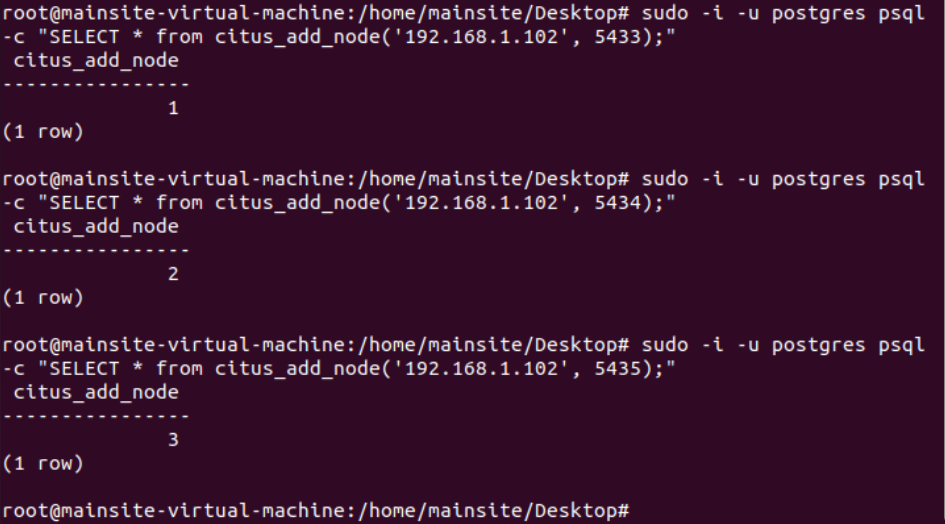 root@mainsite-virtual-machine:/home/mainsite/Desktop# sudo -i -u postgres psql
-c "SELECT * from citus_add_node('192.168.1.102', 5433);"
citus_add_node
----------------
1
(1 row)
root@mainsite-virtual-machine:/home/mainsite/Desktop# sudo -i -u postgres psql
-c "SELECT * from citus_add_node('192.168.1.102', 5434);"
citus_add_node
----------------
2
(1 row)
root@mainsite-virtual-machine:/home/mainsite/Desktop# sudo -i -u postgres psql
-c "SELECT * from citus_add_node('192.168.1.102', 5435);"
citus_add_node
----------------
3
(1 row)
root@mainsite-virtual-machine:/home/mainsite/Desktop#